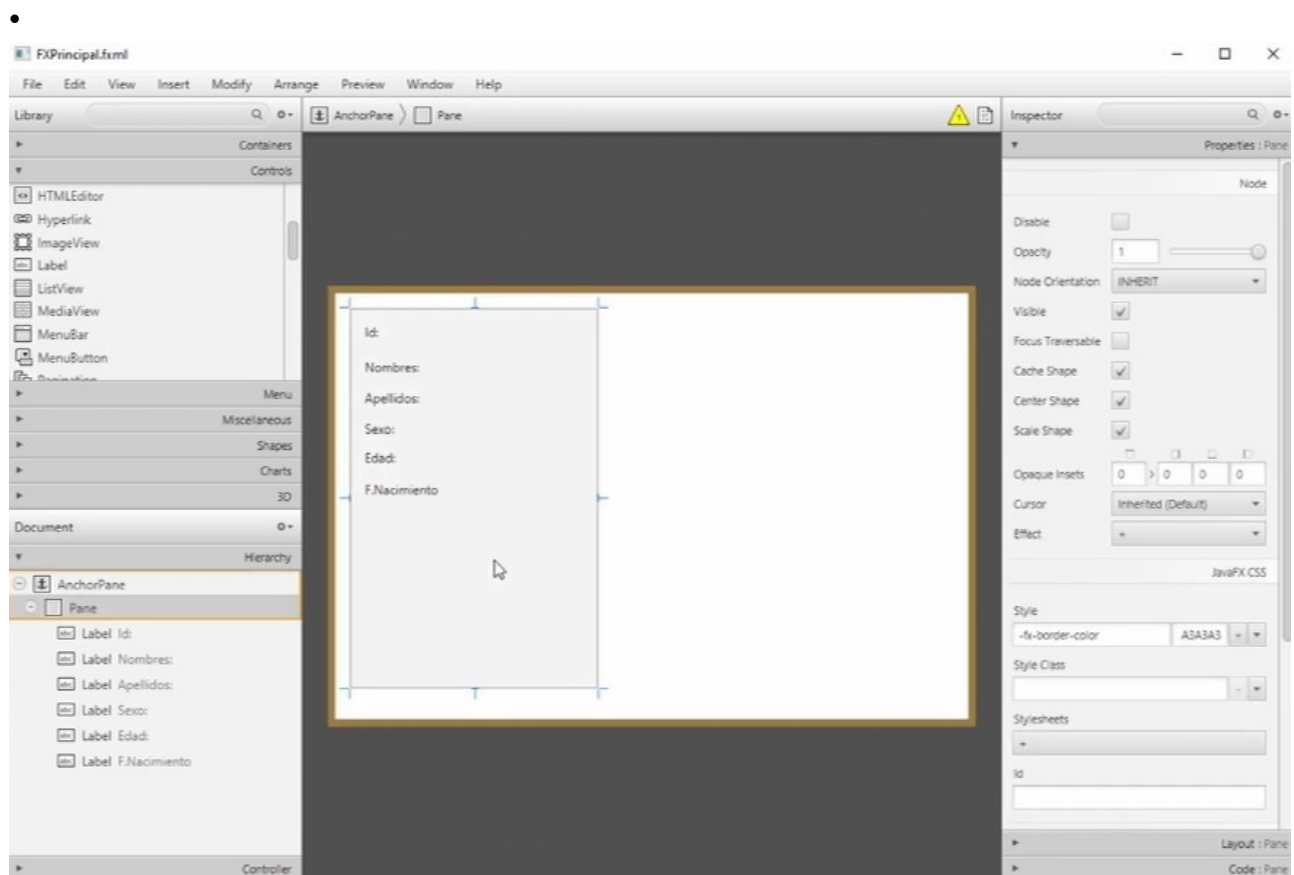 FXPrincipal.fxml
File Edit View Insert Modify Arrange Preview Window Help
Library
Containers
Controls
HTMLEditor
Hyperlink
ImageView
Label
ListView
MediaView
MenuBar
MenuButton
Pagination
Menu
Miscellaneous
Shapes
Charts
3D
Document
Hierarchy
AnchorPane
Pane
Label Id:
Label Nombres:
Label Apellidos:
Label Sexo:
Label Edad:
Label F.Nacimiento
Controller
AnchorPane Pane
Id:
Nombres:
Apellidos:
Sexo:
Edad:
F.Nacimiento
Inspector
Properties : Pane
Node
Disable
Opacity 1
Node Orientation INHERIT
Visible
Focus Traversable
Cache Shape
Center Shape
Scale Shape
Opaque Insets 0 > 0 0 0
Cursor Inherited (Default)
Effect +
JavaFX CSS
Style
-fx-border-color A3A3A3 +
Style Class
Stylesheets
+
Id
Layout : Pane
Code : Pane